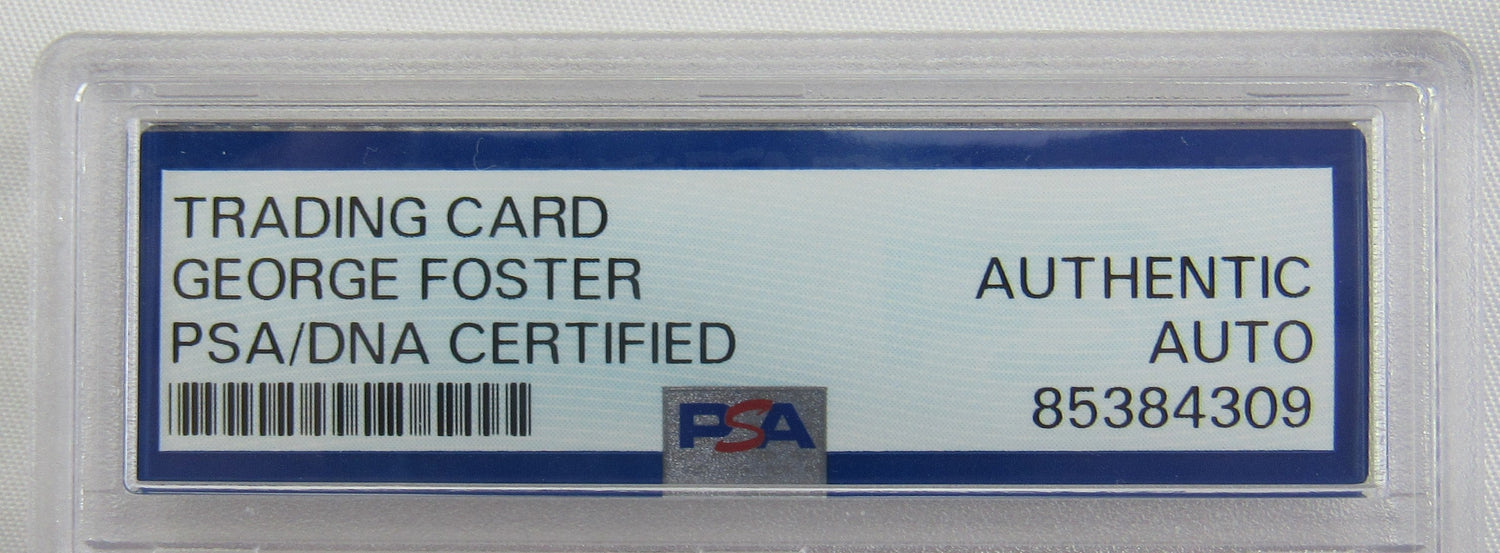 TRADING CARD
GEORGE FOSTER
PSA/DNA CERTIFIED
AUTHENTIC
AUTO
85384309
PSA